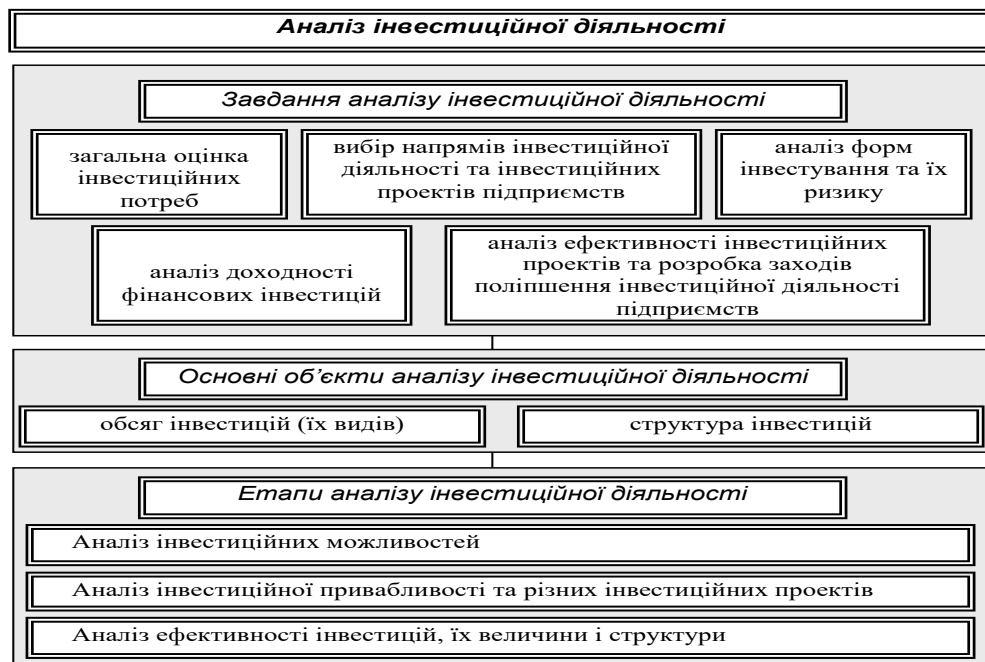 Аналіз інвестиційної діяльності
Завдання аналізу інвестиційної діяльності
загальна оцінка
інвестиційних
потреб
вибір напрямів інвестиційної
діяльності та інвестиційних
проектів підприємств
аналіз форм
інвестування та їх
ризику
аналіз доходності
фінансових інвестицій
аналіз ефективності інвестиційних
проектів та розробка заходів
поліпшення інвестиційної діяльності
підприємств
Основні об’єкти аналізу інвестиційної діяльності
обсяг інвестицій (їх видів)
структура інвестицій
Етапи аналізу інвестиційної діяльності
Аналіз інвестиційних можливостей
Аналіз інвестиційної привабливості та різних інвестиційних проектів
Аналіз ефективності інвестицій, їх величини і структури